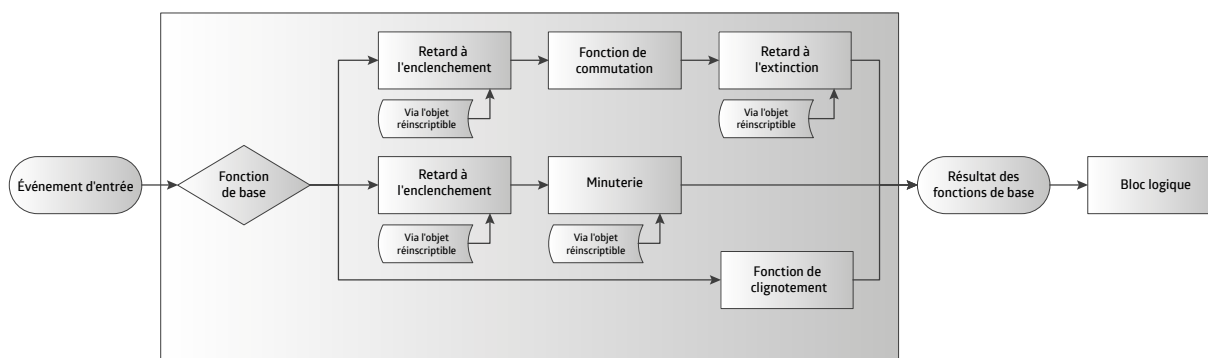 Événement d'entrée
Fonction
de base
Retard à
l'enclenchement
Via l'objet
réinscriptible
Fonction de
commutation
Retard à
l'extinction
Via l'objet
réinscriptible
Retard à
l'enclenchement
Via l'objet
réinscriptible
Minuterie
Via l'objet
réinscriptible
Fonction de
clignotement
Résultat des
fonctions de base
Bloc logique